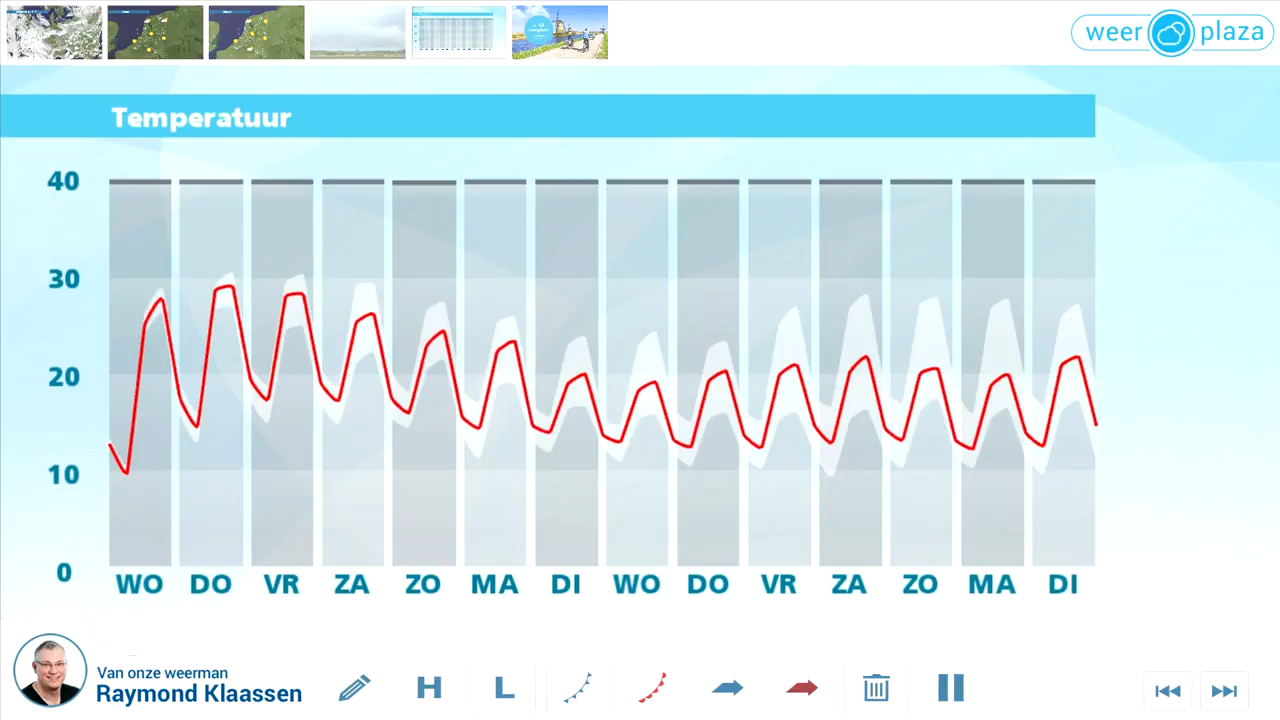 weer plaza
Temperatuur
40
30
20
10
0
WO DO VR ZA ZO MA DI WO DO VR ZA ZO MA DI
Van onze weerman
Raymond Klaassen
H L